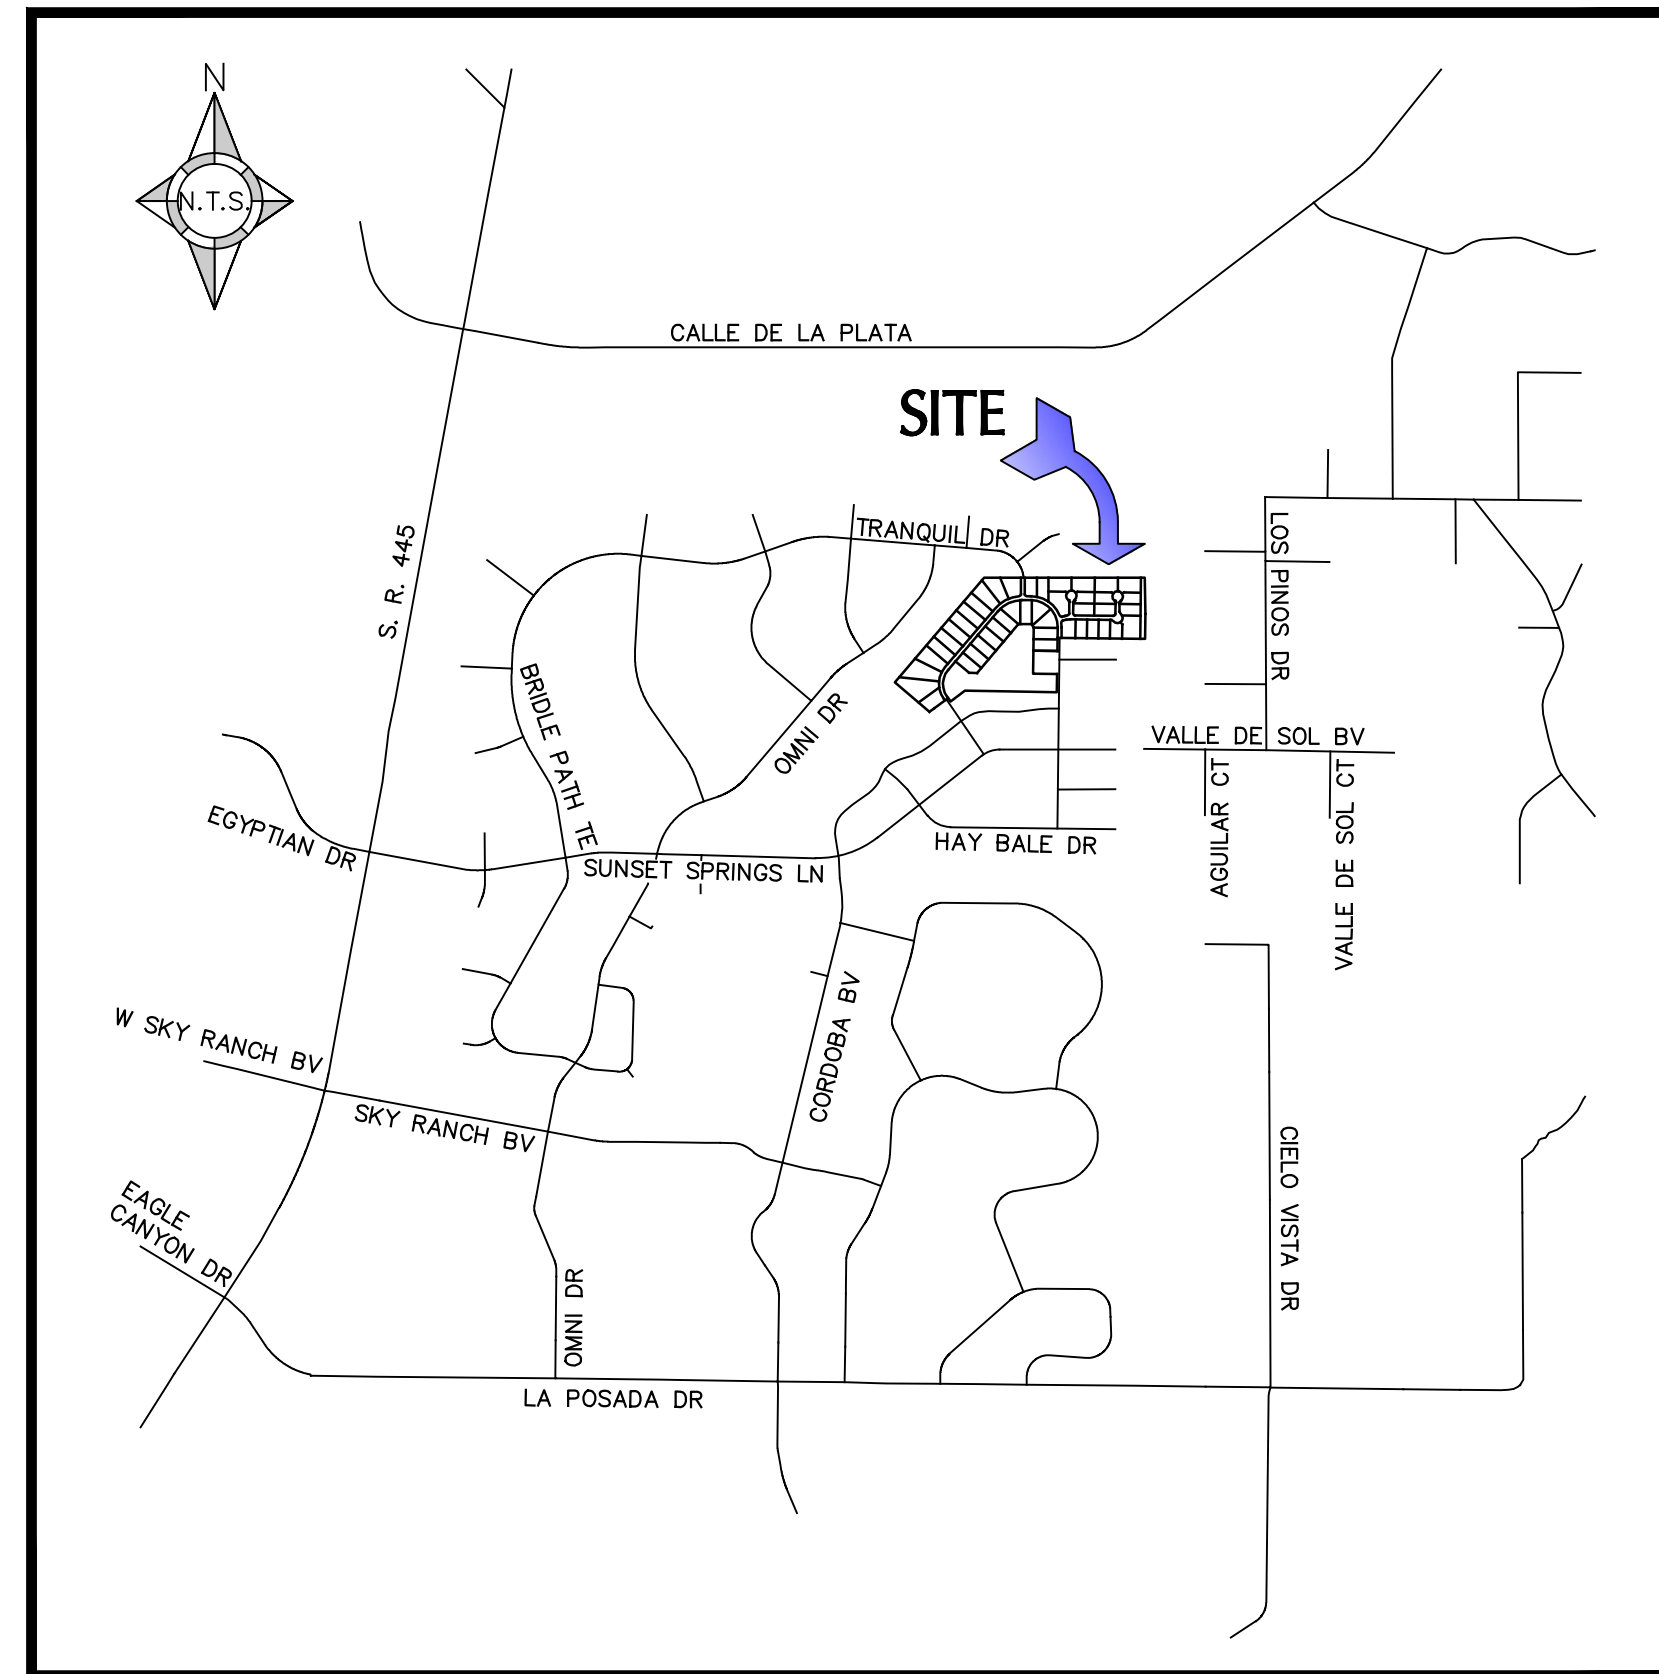 N
N.T.S.
CALLE DE LA PLATA
SITE
S. R. 445
TRANQUIL DR
LOS PINOS DR
BRIDLE PATH TE
OMNI DR
VALLE DE SOL BV
EGYPTIAN DR
AGUILAR CT
VALLE DE SOL CT
HAY BALE DR
SUNSET SPRINGS LN
CORDOBA BV
W SKY RANCH BV
SKY RANCH BV
CIELO VISTA DR
EAGLE
CANYON DR
OMNI DR
LA POSADA DR